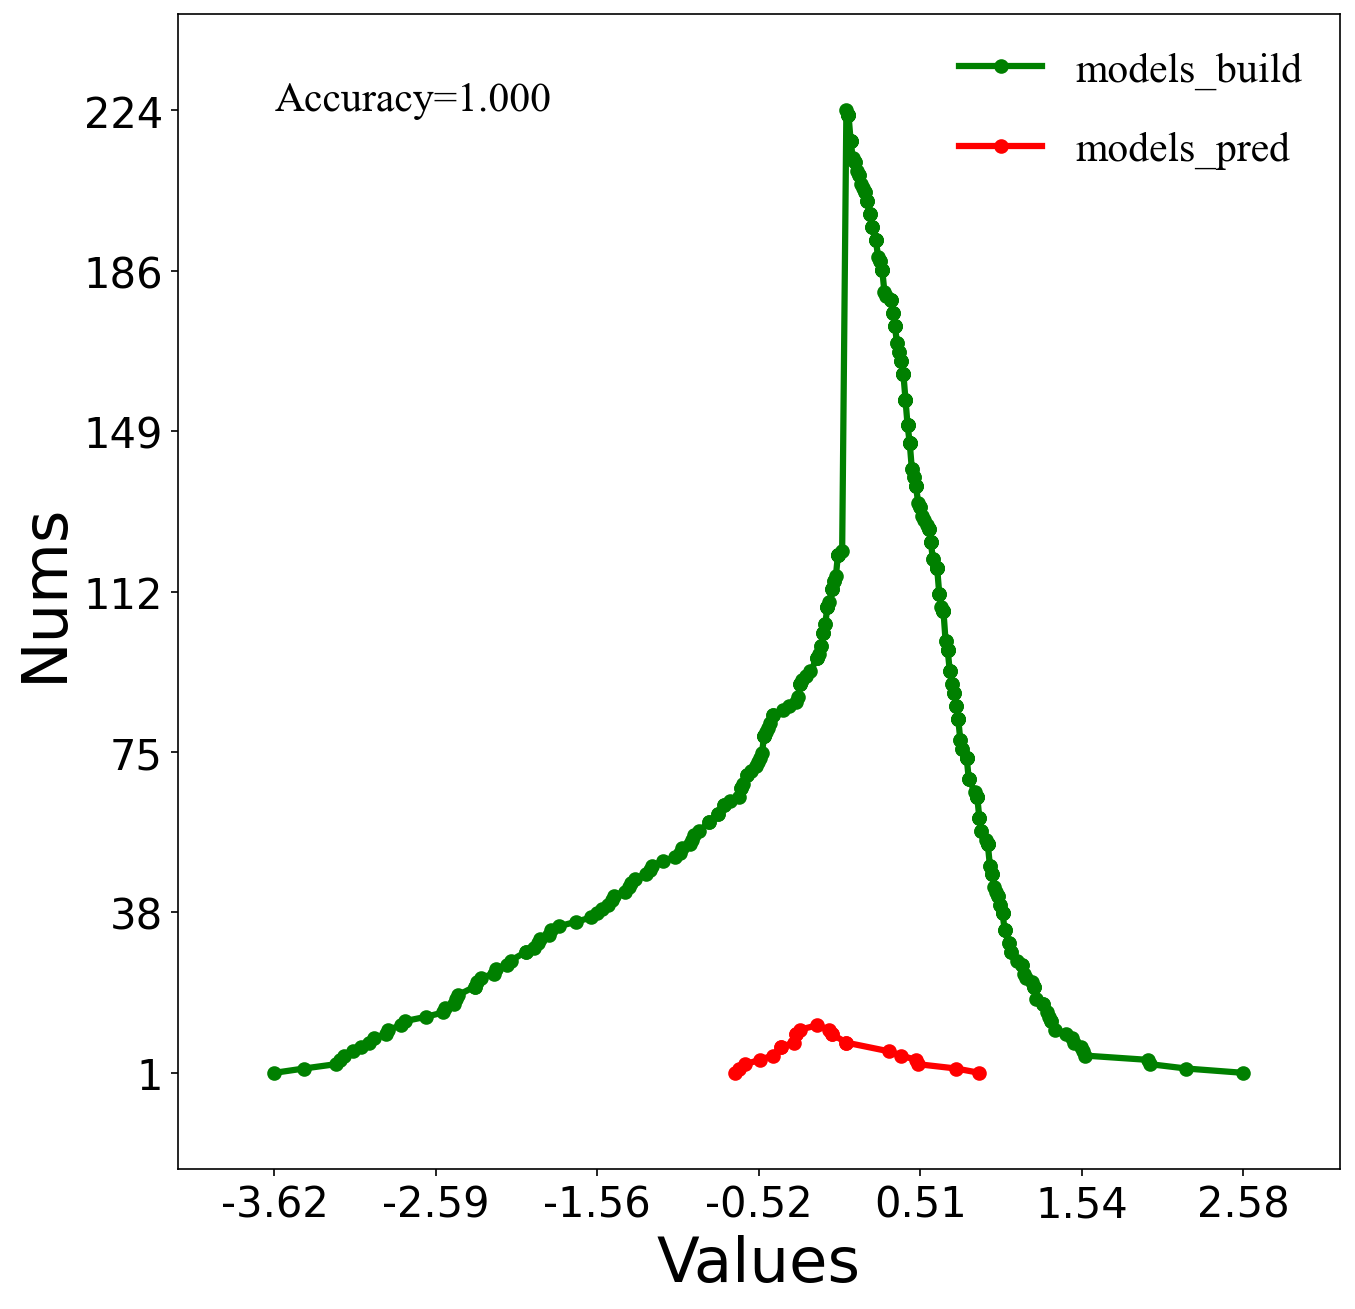 Accuracy=1.000
models_build
models_pred
224
186
149
112
75
38
1
Nums
-3.62 -2.59 -1.56 -0.52 0.51 1.54 2.58
Values